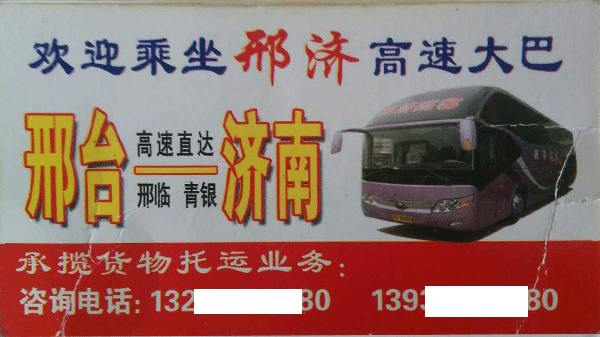 欢迎乘坐邢济高速大巴
邢台 高速直达 济南
邢临 青银
承揽货物托运业务：
咨询电话：132 80 1393 80